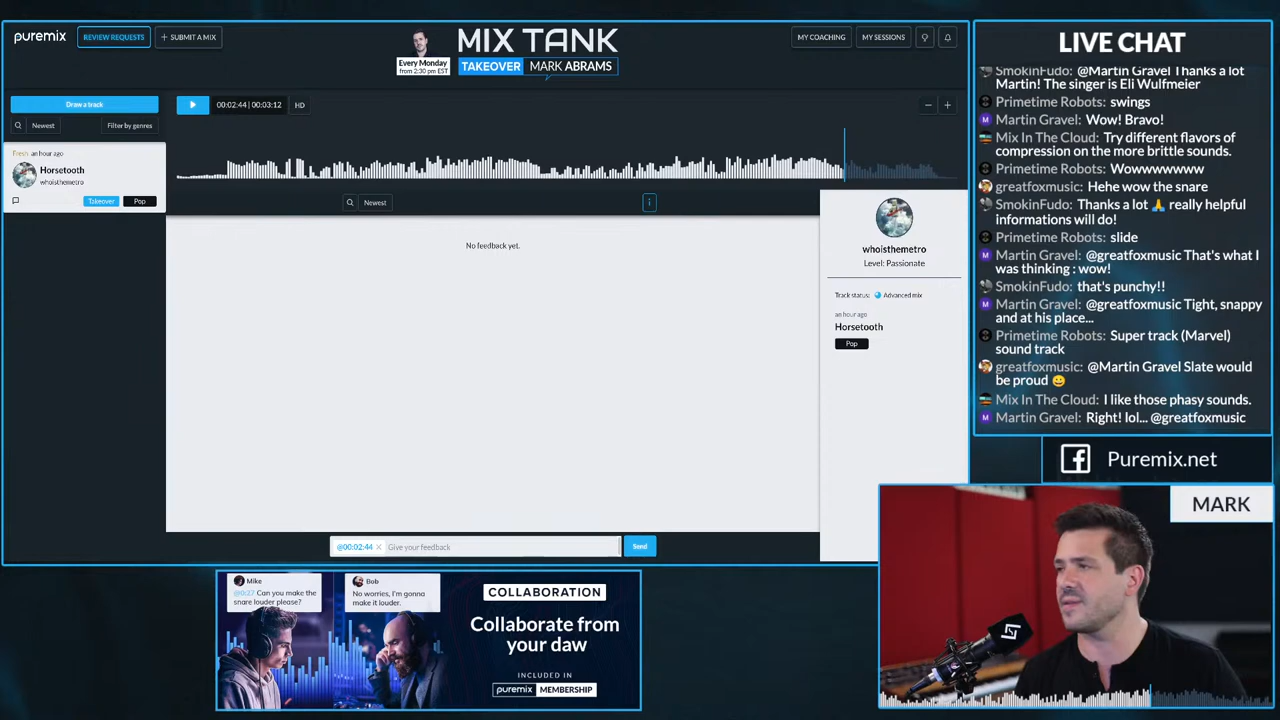 puremix
REVIEW REQUESTS
+ SUBMIT A MIX
Every Monday
from 2:30 pm EST
MIX TANK
TAKEOVER MARK ABRAMS
MY COACHING
MY SESSIONS
Draw a track
Newest
Filter by genres
Fresh an hour ago
Horsetooth
whoisthemetro
Takeover
Pop
00:02:44 | 00:03:12
HD
Newest
No feedback yet.
@00:02:44
Give your feedback
Send
whoisthemetro
Level: Passionate
Track status: Advanced mix
an hour ago
Horsetooth
Pop
LIVE CHAT
SmokinFudo: @Martin Gravel Thanks a lot
Martin! The singer is Eli Wulfmeier
Primetime Robots: swings
Martin Gravel: Wow! Bravo!
Mix In The Cloud: Try different flavors of
compression on the more brittle sounds.
Primetime Robots: Wowwwwwww
greatfoxmusic: Hehe wow the snare
SmokinFudo: Thanks a lot 🙏 really helpful
informations will do!
Primetime Robots: slide
Martin Gravel: @greatfoxmusic That's what I
was thinking : wow!
SmokinFudo: that's punchy!!
Martin Gravel: @greatfoxmusic Tight, snappy
and at his place...
Primetime Robots: Super track (Marvel)
sound track
greatfoxmusic: @Martin Gravel Slate would
be proud 😀
Mix In The Cloud: I like those phasy sounds.
Martin Gravel: Right! lol... @greatfoxmusic
Puremix.net
MARK
Mike
@0:27 Can you make the
snare louder please?
Bob
No worries, I'm gonna
make it louder.
COLLABORATION
Collaborate from
your daw
INCLUDED IN
puremix MEMBERSHIP